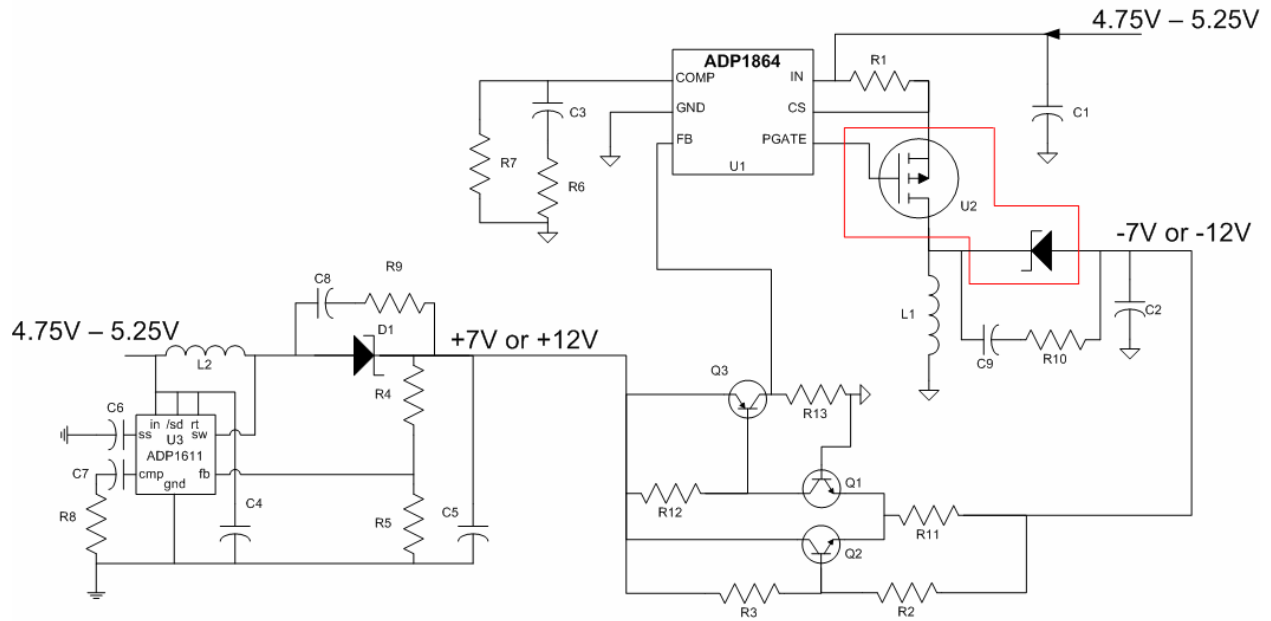 4.75V – 5.25V
ADP1864
COMP
IN
R1
GND
CS
C3
C1
FB
PGATE
R7
R6
U1
U2
-7V or -12V
C8
R9
L1
C2
4.75V – 5.25V
D1
+7V or +12V
C9
R10
L2
Q3
R4
R13
C6
in /sd rt
ss
U3
sw
ADP1611
C7
cmp
fb
gnd
Q1
R12
C4
C5
R8
R5
R11
Q2
R3
R2